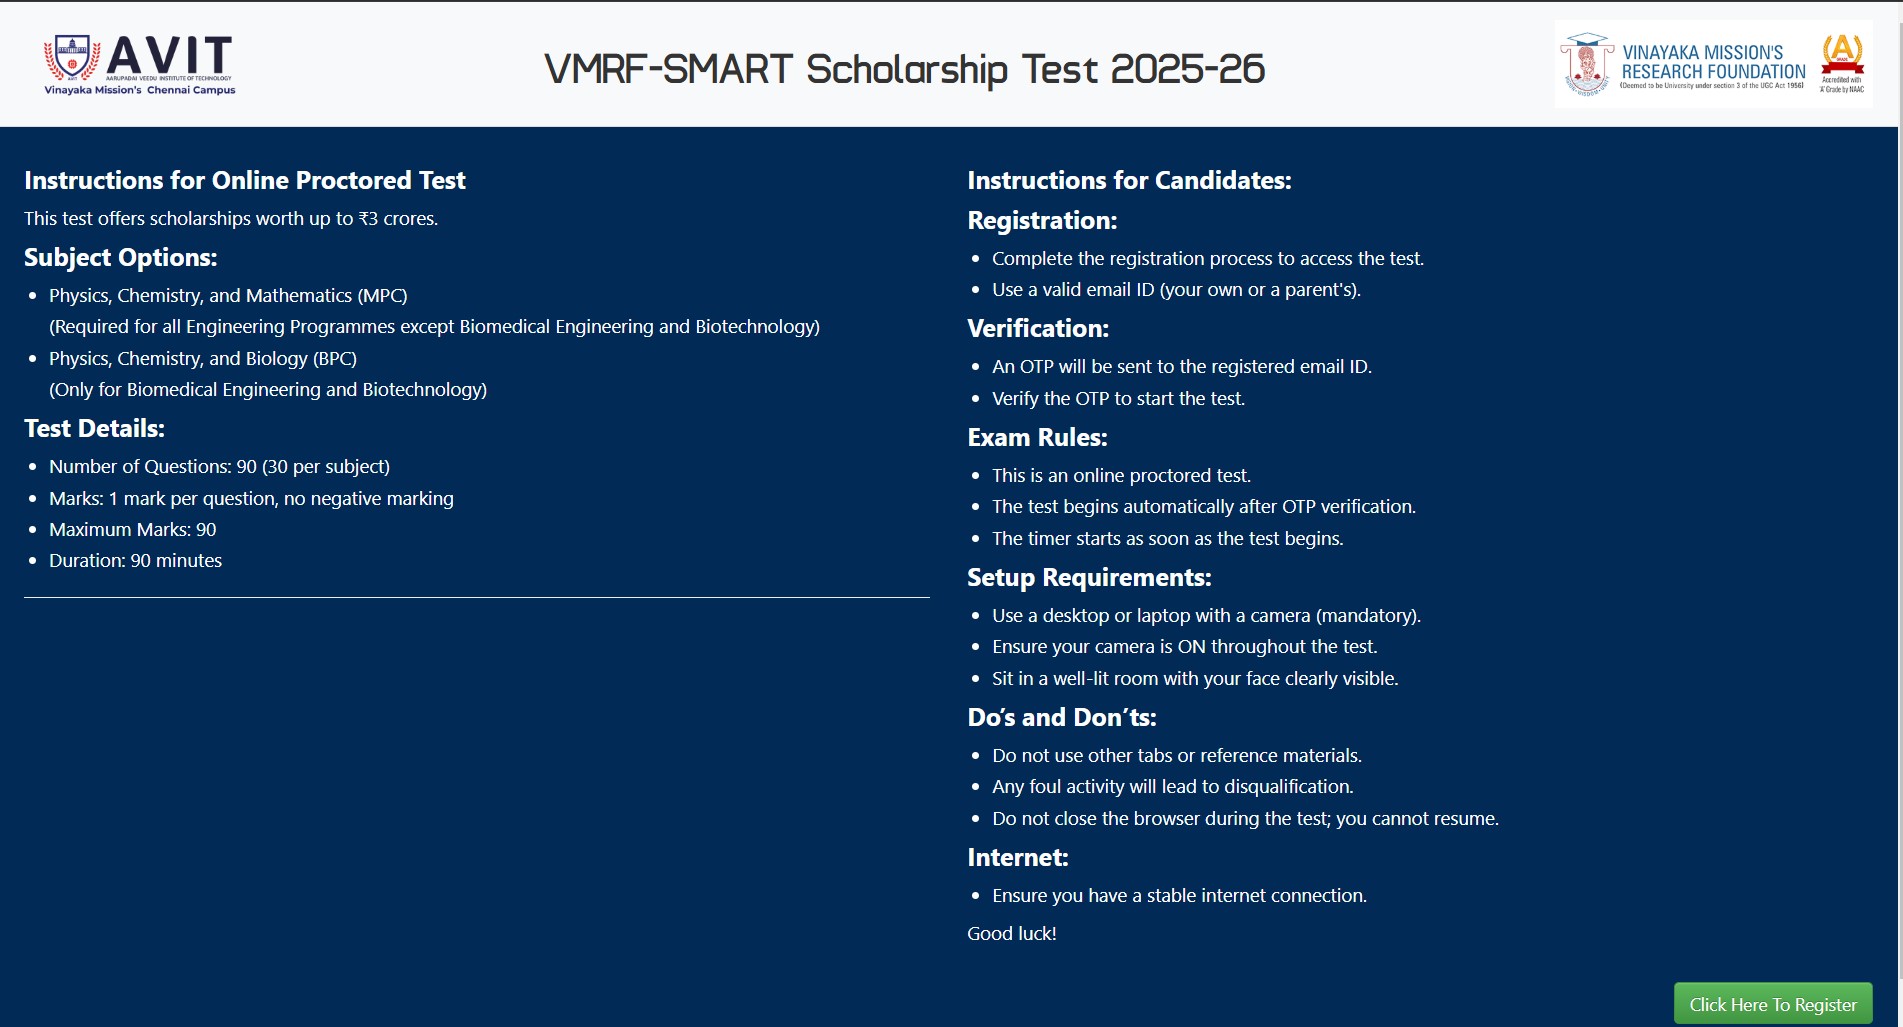 AVIT
AARUPADAI VEEDU INSTITUTE OF TECHNOLOGY
Vinayaka Mission's Chennai Campus
VMRF-SMART Scholarship Test 2025-26
VINAYAKA MISSION'S
RESEARCH FOUNDATION
(Deemed to be University under section 3 of the UGC Act 1956)
Accredited with
'A' Grade by NAAC
Instructions for Online Proctored Test
This test offers scholarships worth up to ₹3 crores.
Subject Options:
• Physics, Chemistry, and Mathematics (MPC)
(Required for all Engineering Programmes except Biomedical Engineering and Biotechnology)
• Physics, Chemistry, and Biology (BPC)
(Only for Biomedical Engineering and Biotechnology)
Test Details:
• Number of Questions: 90 (30 per subject)
• Marks: 1 mark per question, no negative marking
• Maximum Marks: 90
• Duration: 90 minutes
Instructions for Candidates:
Registration:
• Complete the registration process to access the test.
• Use a valid email ID (your own or a parent's).
Verification:
• An OTP will be sent to the registered email ID.
• Verify the OTP to start the test.
Exam Rules:
• This is an online proctored test.
• The test begins automatically after OTP verification.
• The timer starts as soon as the test begins.
Setup Requirements:
• Use a desktop or laptop with a camera (mandatory).
• Ensure your camera is ON throughout the test.
• Sit in a well-lit room with your face clearly visible.
Do’s and Don’ts:
• Do not use other tabs or reference materials.
• Any foul activity will lead to disqualification.
• Do not close the browser during the test; you cannot resume.
Internet:
• Ensure you have a stable internet connection.
Good luck!
Click Here To Register